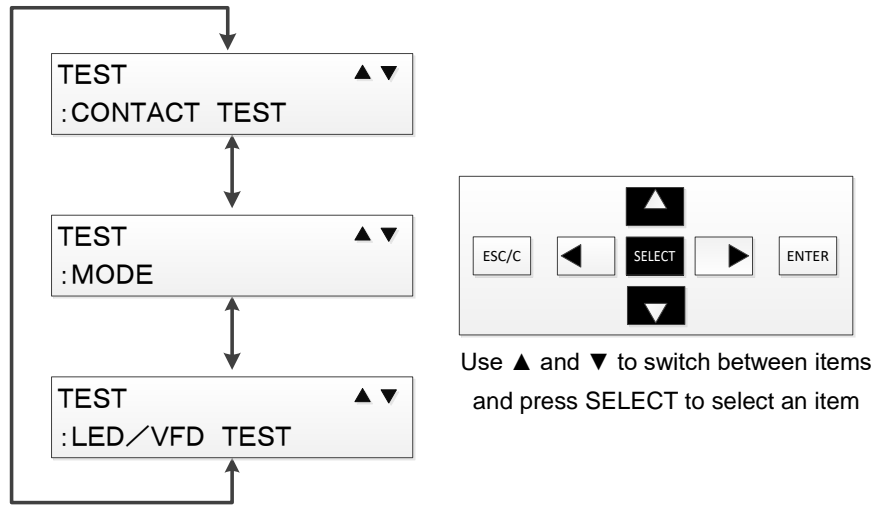 TEST ▲ ▼
:CONTACT TEST
TEST ▲ ▼
:MODE
TEST ▲ ▼
:LED／VFD TEST
ESC/C ◀ ▲ SELECT ▼ ▶ ENTER
Use ▲ and ▼ to switch between items
and press SELECT to select an item